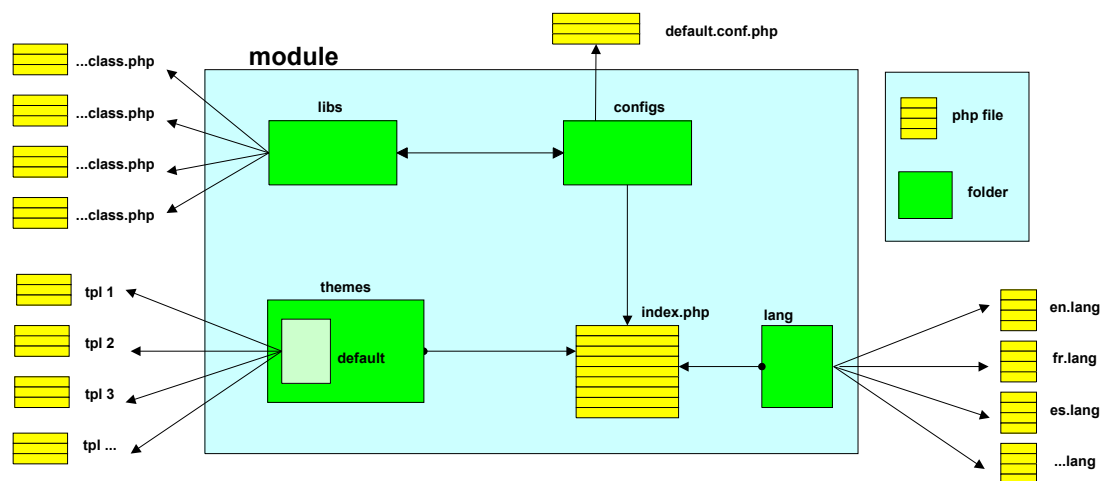 default.conf.php
module
...class.php
...class.php
...class.php
...class.php
libs
configs
php file
folder
themes
default
index.php
lang
tpl 1
tpl 2
tpl 3
tpl ...
en.lang
fr.lang
es.lang
...lang